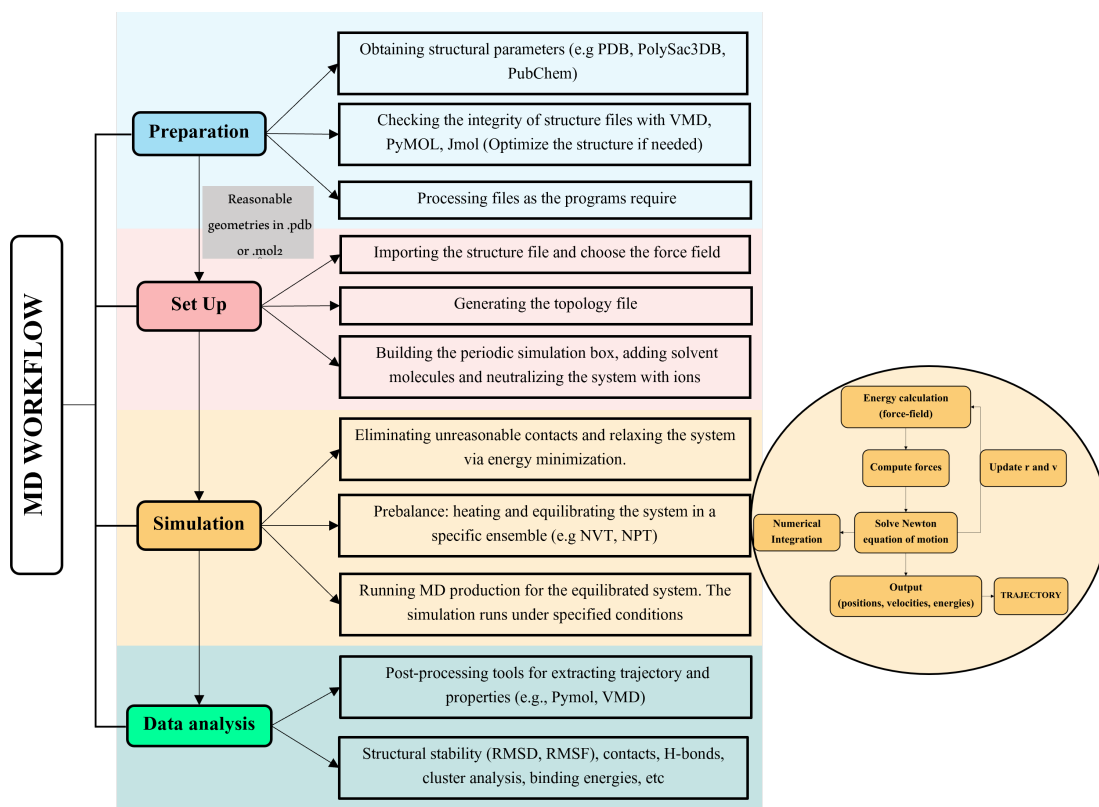 MD WORKFLOW
Preparation
Obtaining structural parameters (e.g PDB, PolySac3DB,
PubChem)
Checking the integrity of structure files with VMD,
PyMOL, Jmol (Optimize the structure if needed)
Processing files as the programs require
Reasonable
geometries in .pdb
or .mol2
Set Up
Importing the structure file and choose the force field
Generating the topology file
Building the periodic simulation box, adding solvent
molecules and neutralizing the system with ions
Simulation
Eliminating unreasonable contacts and relaxing the system
via energy minimization.
Prebalance: heating and equilibrating the system in a
specific ensemble (e.g NVT, NPT)
Running MD production for the equilibrated system. The
simulation runs under specified conditions
Energy calculation
(force-field)
Compute forces
Update r and v
Numerical
Integration
Solve Newton
equation of motion
Output
(positions, velocities, energies)
TRAJECTORY
Data analysis
Post-processing tools for extracting trajectory and
properties (e.g., Pymol, VMD)
Structural stability (RMSD, RMSF), contacts, H-bonds,
cluster analysis, binding energies, etc